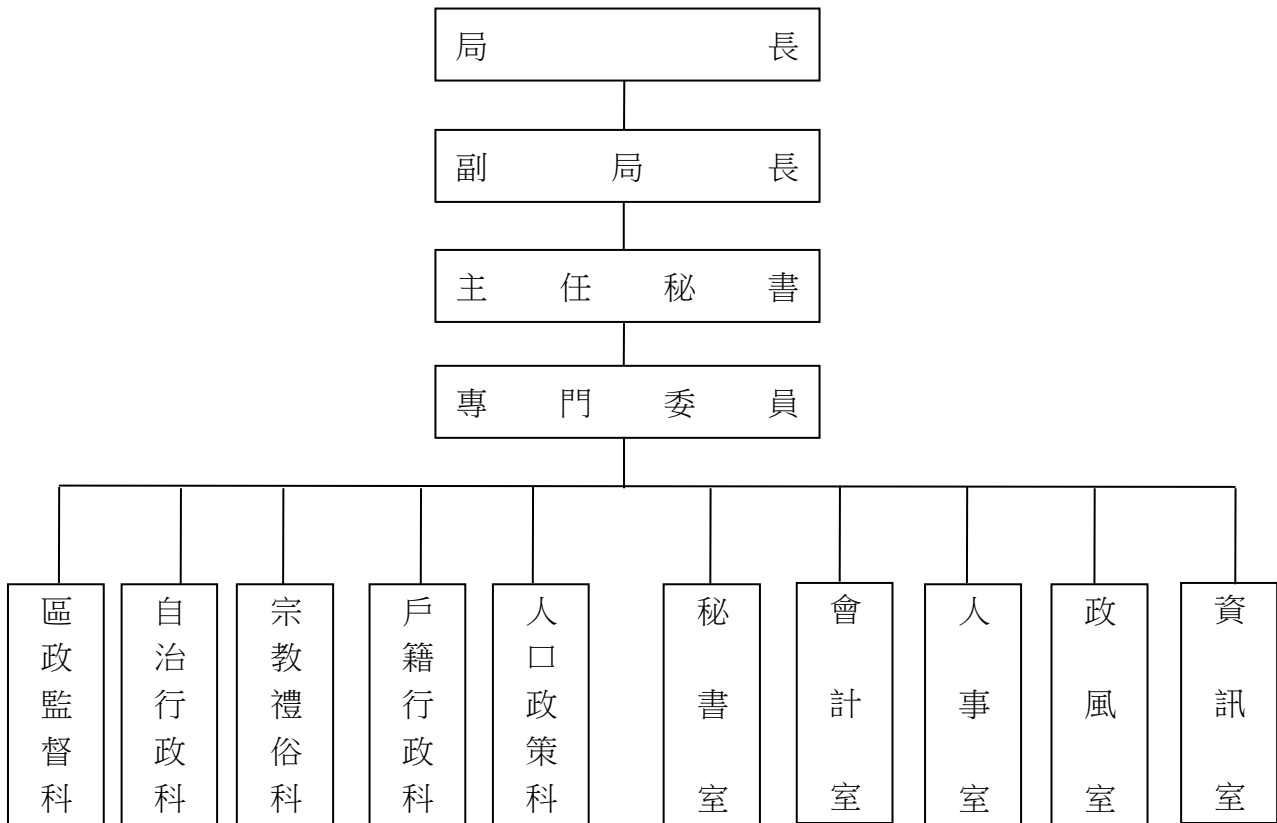 局長
副局長
主任秘書
專門委員
區政監督科
自治行政科
宗教禮俗科
戶籍行政科
人口政策科
秘書室
會計室
人事室
政風室
資訊室